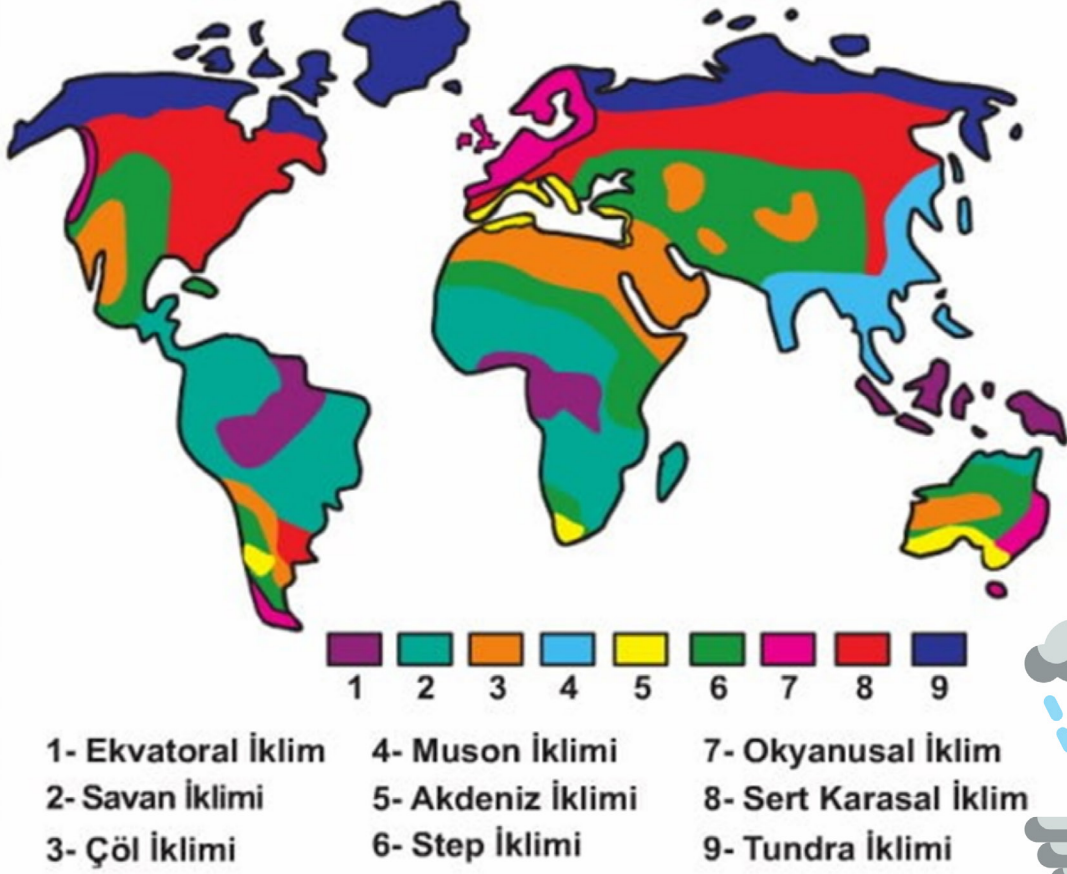 1 2 3 4 5 6 7 8 9
1- Ekvatoral İklim
2- Savan İklimi
3- Çöl İklimi
4- Muson İklimi
5- Akdeniz İklimi
6- Step İklimi
7- Okyanusal İklim
8- Sert Karasal İklim
9- Tundra İklimi